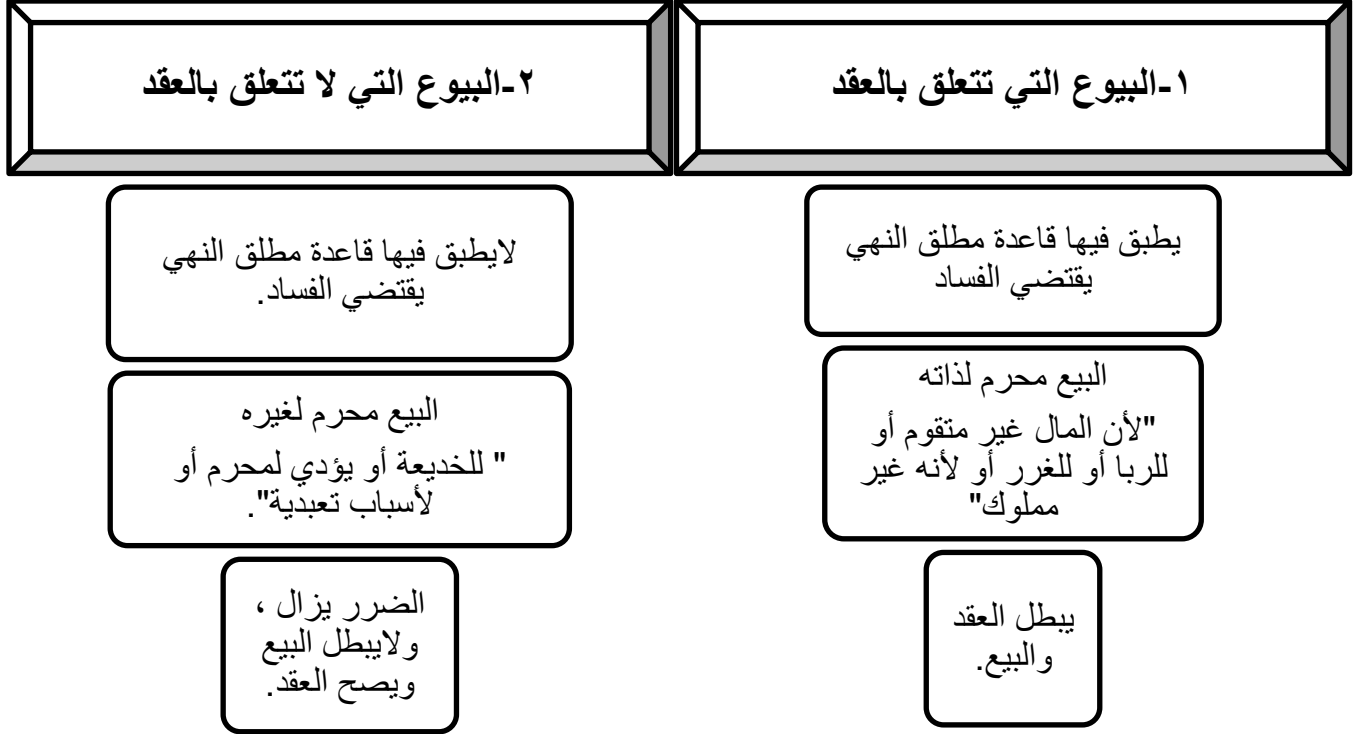 ١-البيوع التي تتعلق بالعقد
٢-البيوع التي لا تتعلق بالعقد
يطبق فيها قاعدة مطلق النهي
يقتضي الفساد
لايطبق فيها قاعدة مطلق النهي
يقتضي الفساد.
البيع محرم لذاته
"لأن المال غير متقوم أو
للربا أو للغرر أو لأنه غير
مملوك"
البيع محرم لغيره
" للخديعة أو يؤدي لمحرم أو
لأسباب تعبدية".
يبطل العقد
والبيع.
الضرر يزال ،
ولايبطل البيع
ويصح العقد.